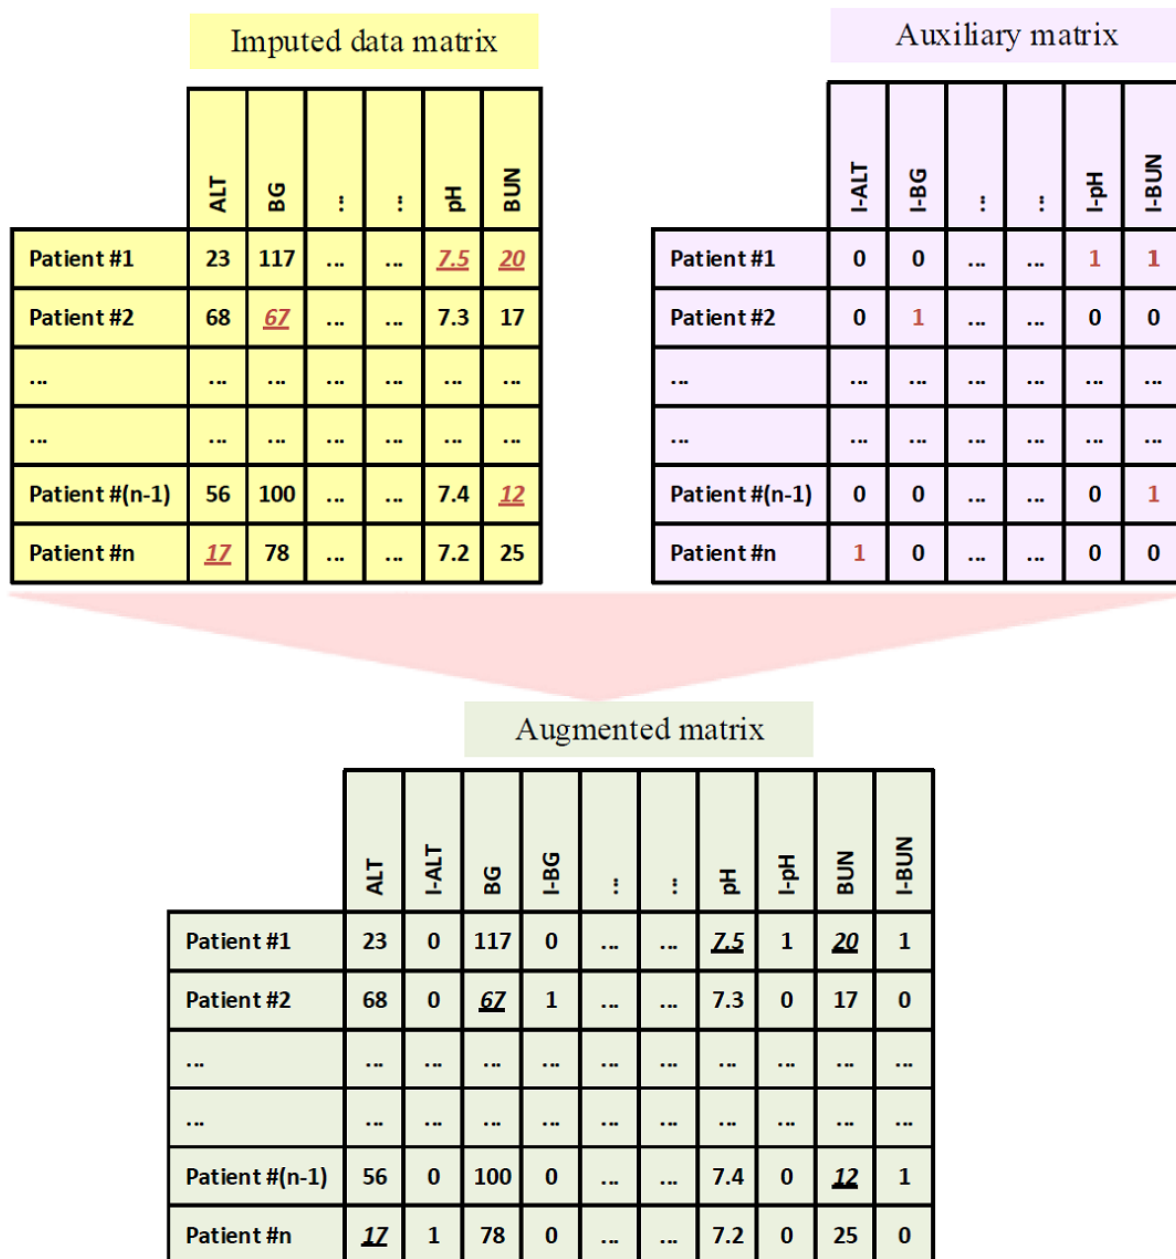 Imputed data matrix
ALT BG ... ... pH BUN
Patient #1 23 117 ... ... 7.5 20
Patient #2 68 67 ... ... 7.3 17
... ... ... ... ... ... ...
... ... ... ... ... ... ...
Patient #(n-1) 56 100 ... ... 7.4 12
Patient #n 17 78 ... ... 7.2 25
Auxiliary matrix
I-ALT I-BG ... ... I-pH I-BUN
Patient #1 0 0 ... ... 1 1
Patient #2 0 1 ... ... 0 0
... ... ... ... ... ... ...
... ... ... ... ... ... ...
Patient #(n-1) 0 0 ... ... 0 1
Patient #n 1 0 ... ... 0 0
Augmented matrix
ALT I-ALT BG I-BG ... ... pH I-pH BUN I-BUN
Patient #1 23 0 117 0 ... ... 7.5 1 20 1
Patient #2 68 0 67 1 ... ... 7.3 0 17 0
... ... ... ... ... ... ... ... ... ... ...
... ... ... ... ... ... ... ... ... ... ...
Patient #(n-1) 56 0 100 0 ... ... 7.4 0 12 1
Patient #n 17 1 78 0 ... ... 7.2 0 25 0